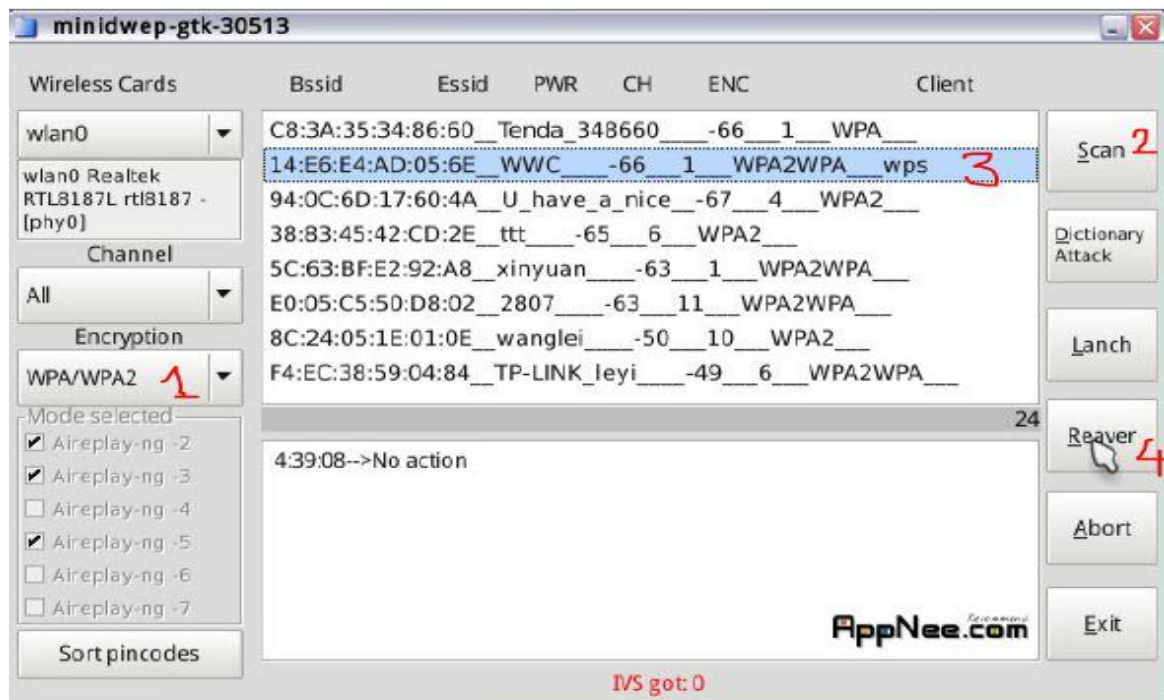 minidwep-gtk-30513
Wireless Cards
wlan0
wlan0 Realtek
RTL8187L rtl8187 -
[phy0]
Channel
All
Encryption
WPA/WPA2 1
Mode selected
Aireplay-ng -2
Aireplay-ng -3
Aireplay-ng -4
Aireplay-ng -5
Aireplay-ng -6
Aireplay-ng -7
Sort pincodes
Bssid Essid PWR CH ENC Client
C8:3A:35:34:86:60__Tenda_348660____-66___1___WPA___
14:E6:E4:AD:05:6E__WWC____-66___1___WPA2WPA___wps 3
94:0C:6D:17:60:4A__U_have_a_nice__-67___4___WPA2___
38:83:45:42:CD:2E__ttt____-65___6___WPA2___
5C:63:BF:E2:92:A8__xinyuan____-63___1___WPA2WPA___
E0:05:C5:50:D8:02__2807____-63___11___WPA2WPA___
8C:24:05:1E:01:0E__wanglei____-50___10___WPA2___
F4:EC:38:59:04:84__TP-LINK_leyi____-49___6___WPA2WPA___
24
4:39:08-->No action
Recommend
AppNee.com
IVS got: 0
Scan 2
Dictionary
Attack
Lanch
Reaver 4
Abort
Exit